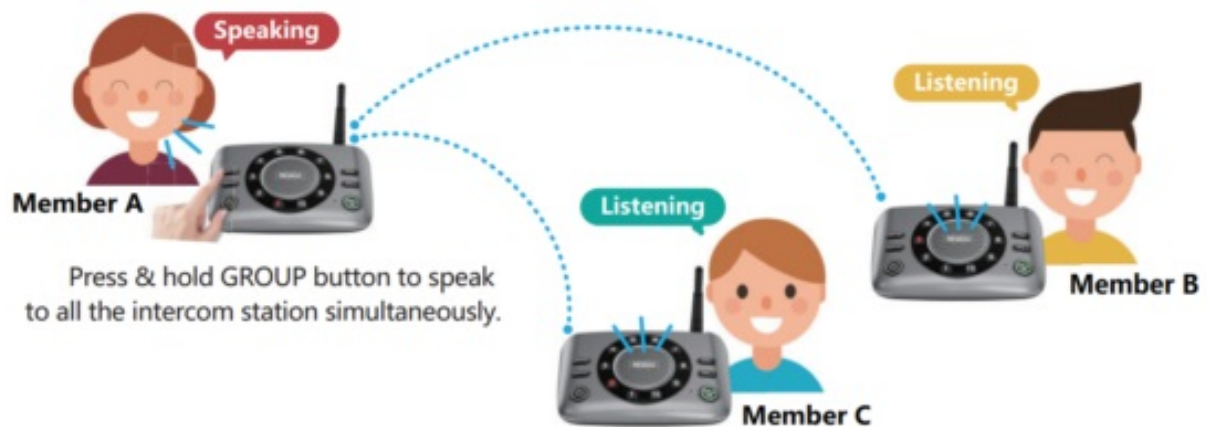 Speaking
Listening
Member A
Listening
Press & hold GROUP button to speak
to all the intercom station simultaneously.
Member B
Member C